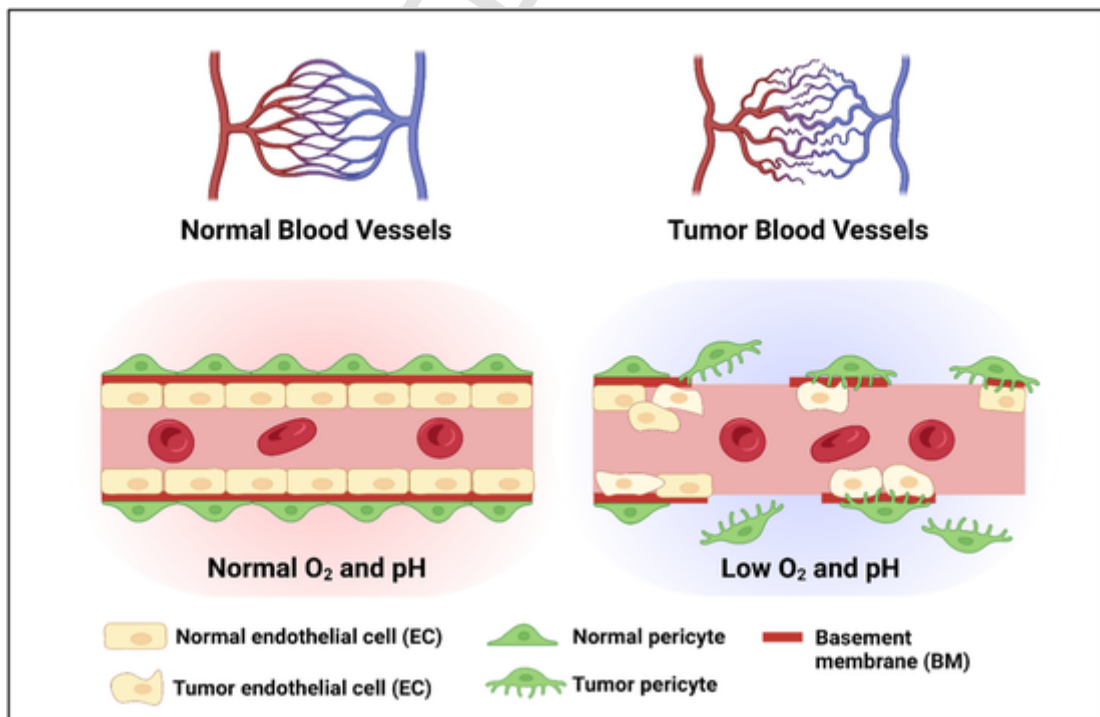 Normal Blood Vessels
Tumor Blood Vessels
Normal O₂ and pH
Low O₂ and pH
Normal endothelial cell (EC)
Normal pericyte
Basement
membrane (BM)
Tumor endothelial cell (EC)
Tumor pericyte